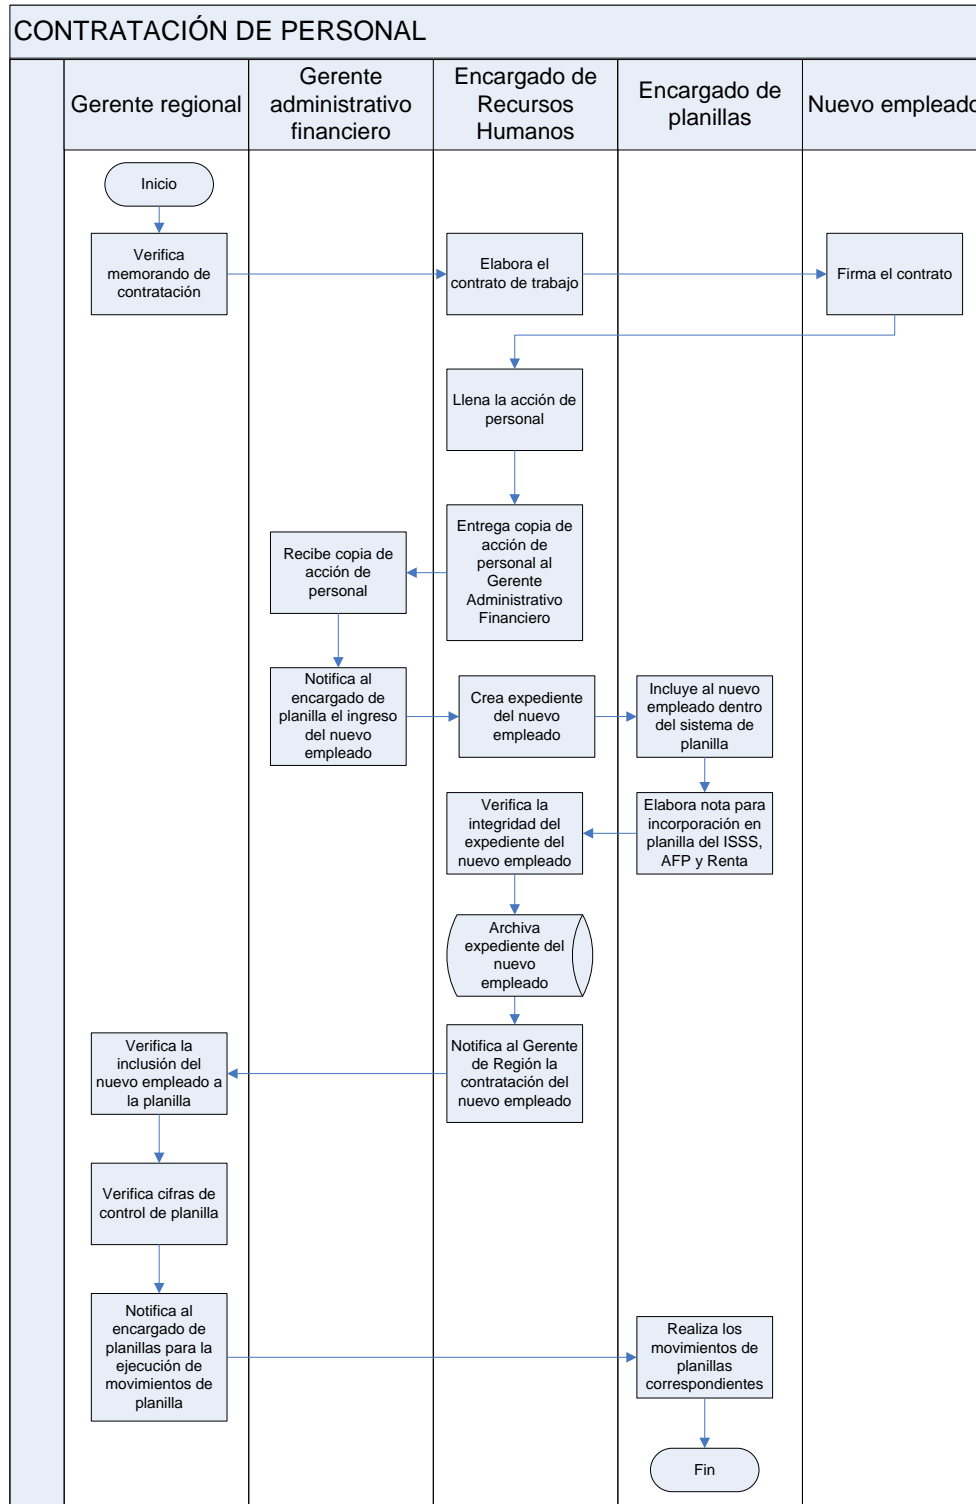 CONTRATACIÓN DE PERSONAL
Gerente regional
Gerente
administrativo
financiero
Encargado de
Recursos
Humanos
Encargado de
planillas
Nuevo empleado
Inicio
Verifica
memorando de
contratación
Elabora el
contrato de trabajo
Firma el contrato
Llena la acción de
personal
Entrega copia de
acción de
personal al
Gerente
Administrativo
Financiero
Recibe copia de
acción de
personal
Notifica al
encargado de
planilla el ingreso
del nuevo
empleado
Crea expediente
del nuevo
empleado
Incluye al nuevo
empleado dentro
del sistema de
planilla
Elabora nota para
incorporación en
planilla del ISSS,
AFP y Renta
Verifica la
integridad del
expediente del
nuevo empleado
Archiva
expediente del
nuevo
empleado
Notifica al Gerente
de Región la
contratación del
nuevo empleado
Verifica la
inclusión del
nuevo empleado a
la planilla
Verifica cifras de
control de planilla
Notifica al
encargado de
planillas para la
ejecución de
movimientos de
planilla
Realiza los
movimientos de
planillas
correspondientes
Fin